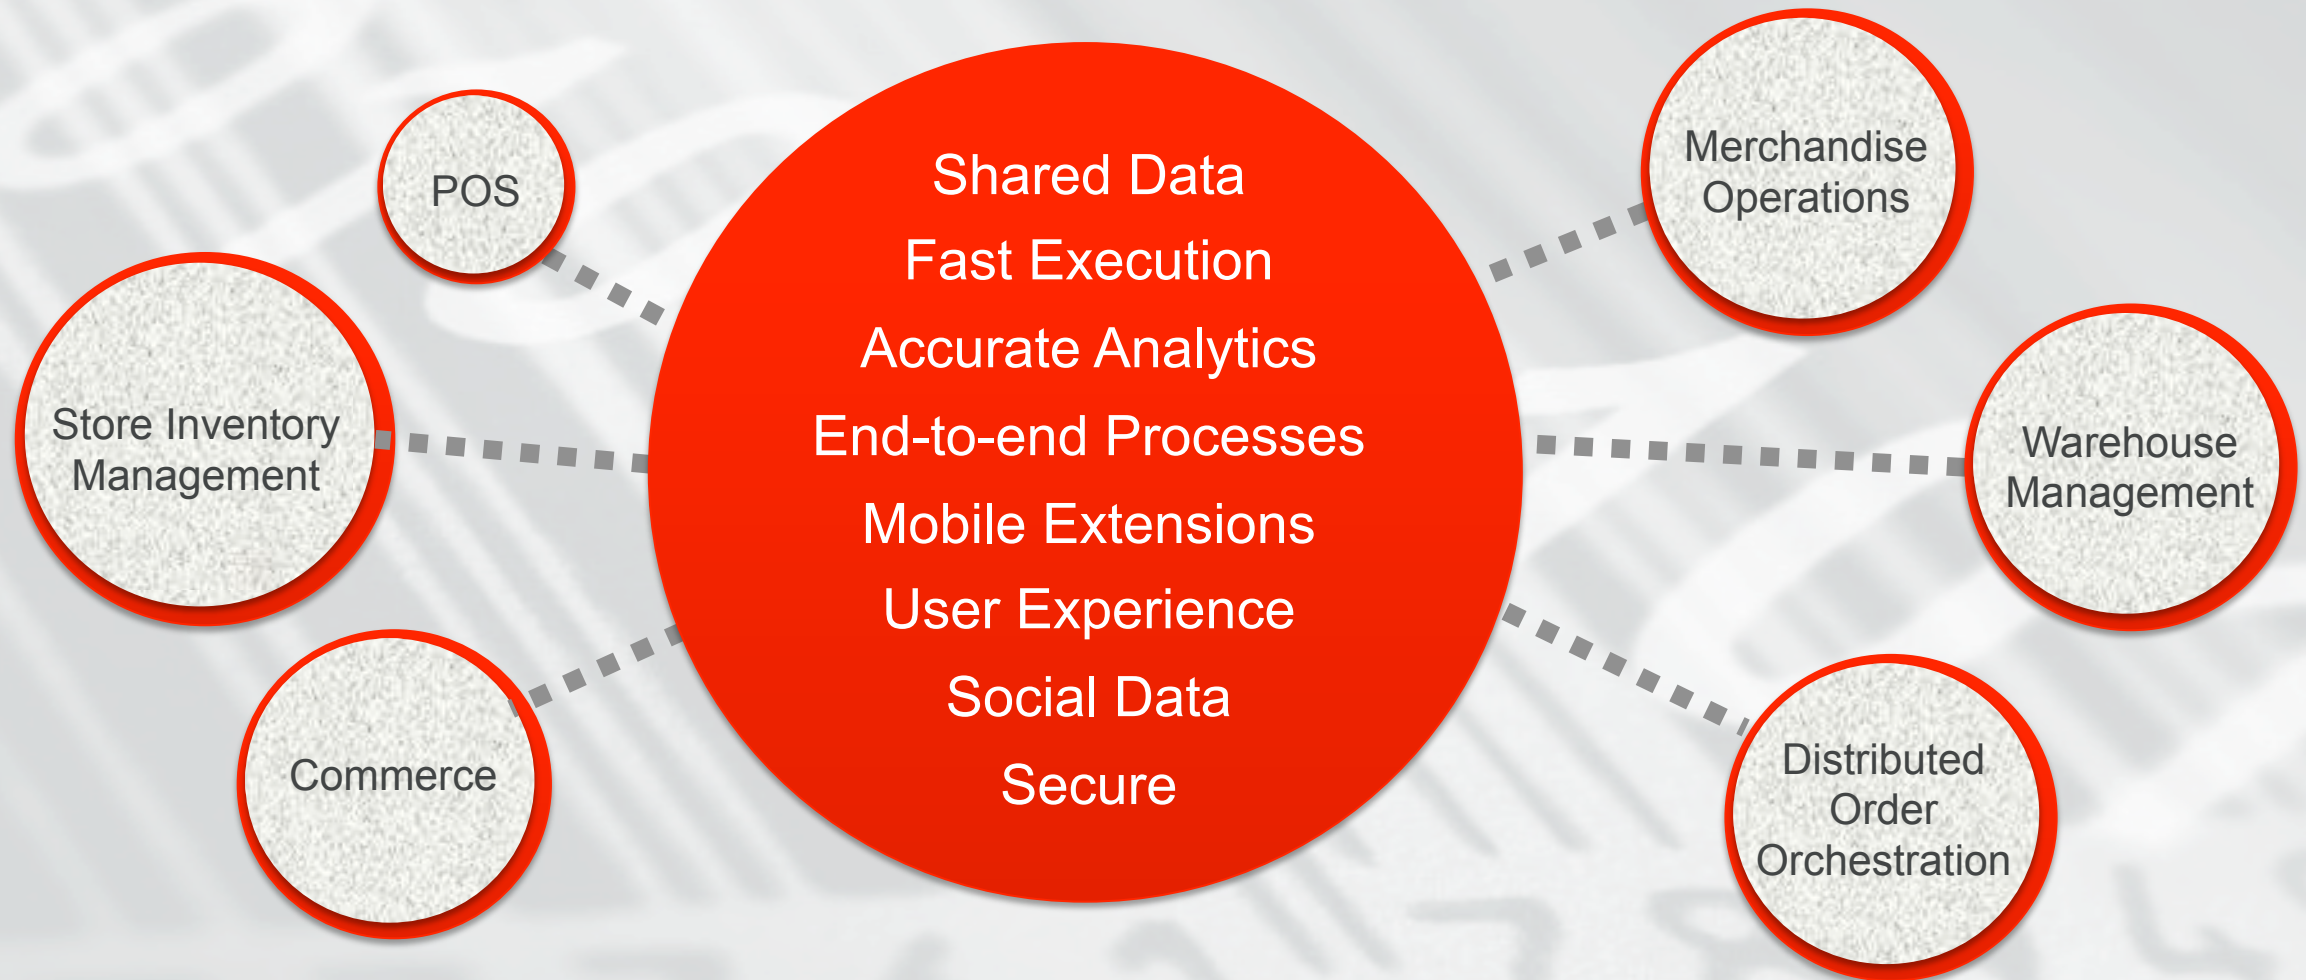 POS
Store Inventory
Management
Commerce
Shared Data
Fast Execution
Accurate Analytics
End-to-end Processes
Mobile Extensions
User Experience
Social Data
Secure
Merchandise
Operations
Warehouse
Management
Distributed
Order
Orchestration